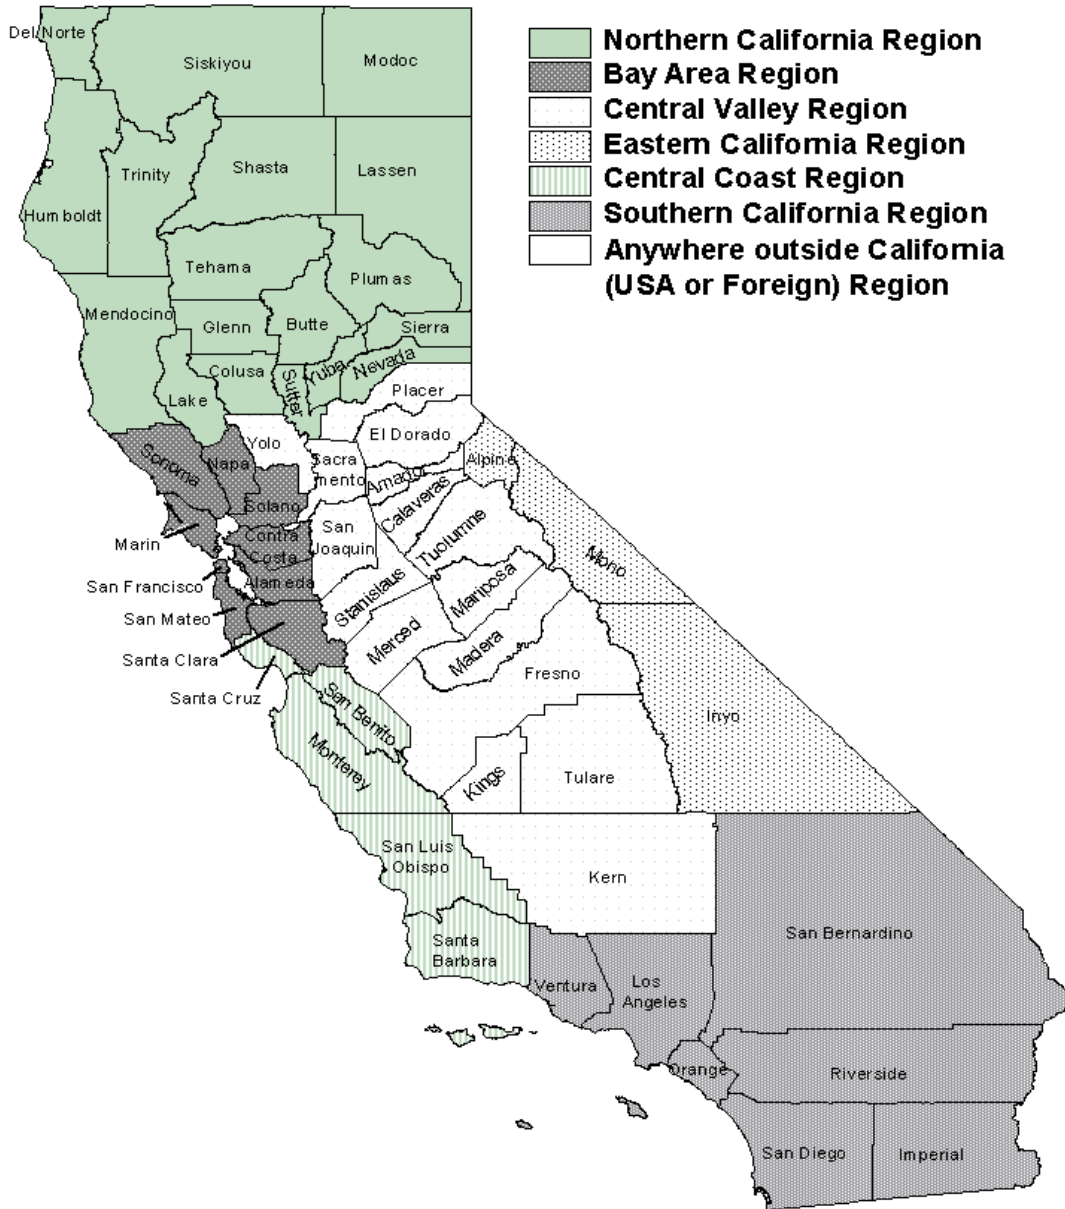 Northern California Region
Bay Area Region
Central Valley Region
Eastern California Region
Central Coast Region
Southern California Region
Anywhere outside California
(USA or Foreign) Region
Del Norte
Siskiyou
Modoc
Humboldt
Trinity
Shasta
Lassen
Tehama
Plumas
Mendocino
Glenn
Butte
Sierra
Colusa
Sutter
Yuba
Nevada
Lake
Placer
El Dorado
Yolo
Sonoma
Napa
Sacra
mento
Amador
Alpine
Solano
Calaveras
Marin
Contra
Costa
San
Joaquin
Tuolumne
Mono
San Francisco
Alameda
Stanislaus
Mariposa
San Mateo
Merced
Madera
Santa Clara
Fresno
Santa Cruz
San Benito
Inyo
Monterey
Kings
Tulare
San Luis
Obispo
Kern
Santa
Barbara
San Bernardino
Ventura
Los
Angeles
Orange
Riverside
San Diego
Imperial